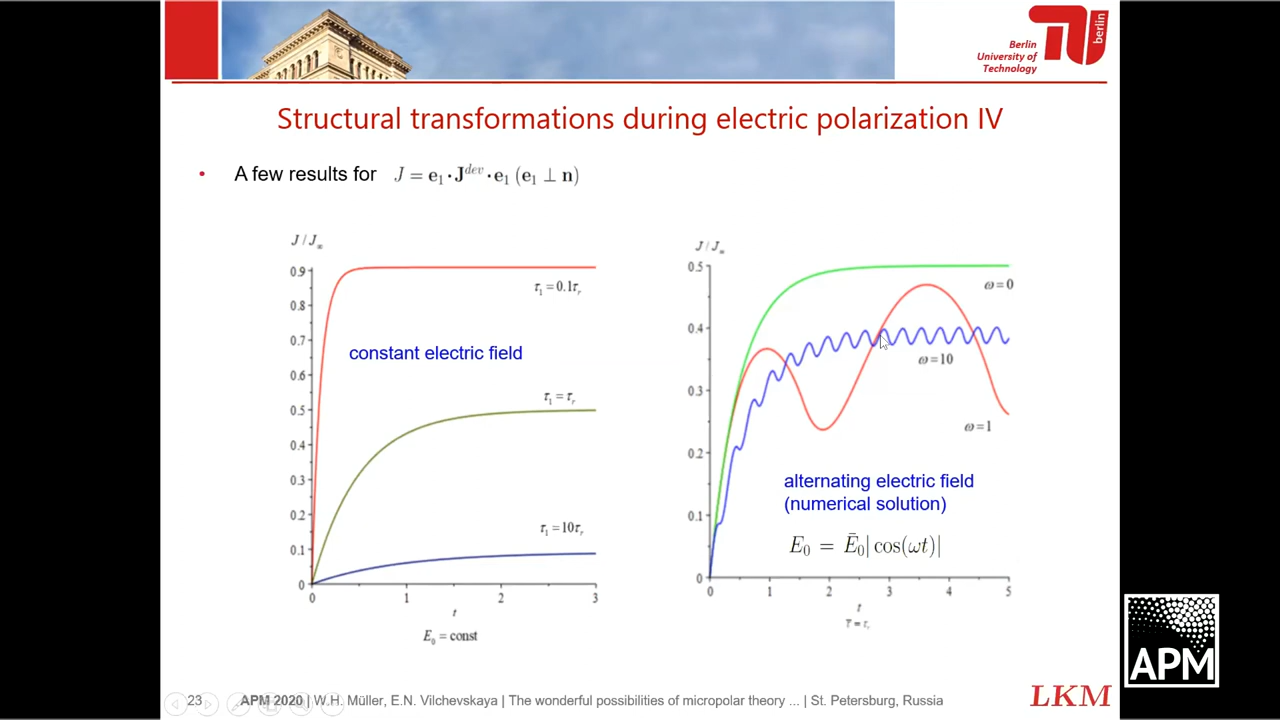 Berlin
University of
Technology
berlin
Structural transformations during electric polarization IV
• A few results for J = e₁ · J^dev · e₁ (e₁ ⊥ n)
J / J∞
0.9
0.8
0.7
0.6
0.5
0.4
0.3
0.2
0.1
0
0 1 2 3
t
E₀ = const
τ₁ = 0.1τᵣ
constant electric field
τ₁ = τᵣ
τ₁ = 10τᵣ
J / J∞
0.5
0.4
0.3
0.2
0.1
0
0 1 2 3 4 5
t
τ̄ = τᵣ
ω = 0
ω = 10
ω = 1
alternating electric field
(numerical solution)
E₀ = Ē₀| cos(ωt)|
23 APM 2020 | W.H. Müller, E.N. Vilchevskaya | The wonderful possibilities of micropolar theory ... | St. Petersburg, Russia
LKM
APM